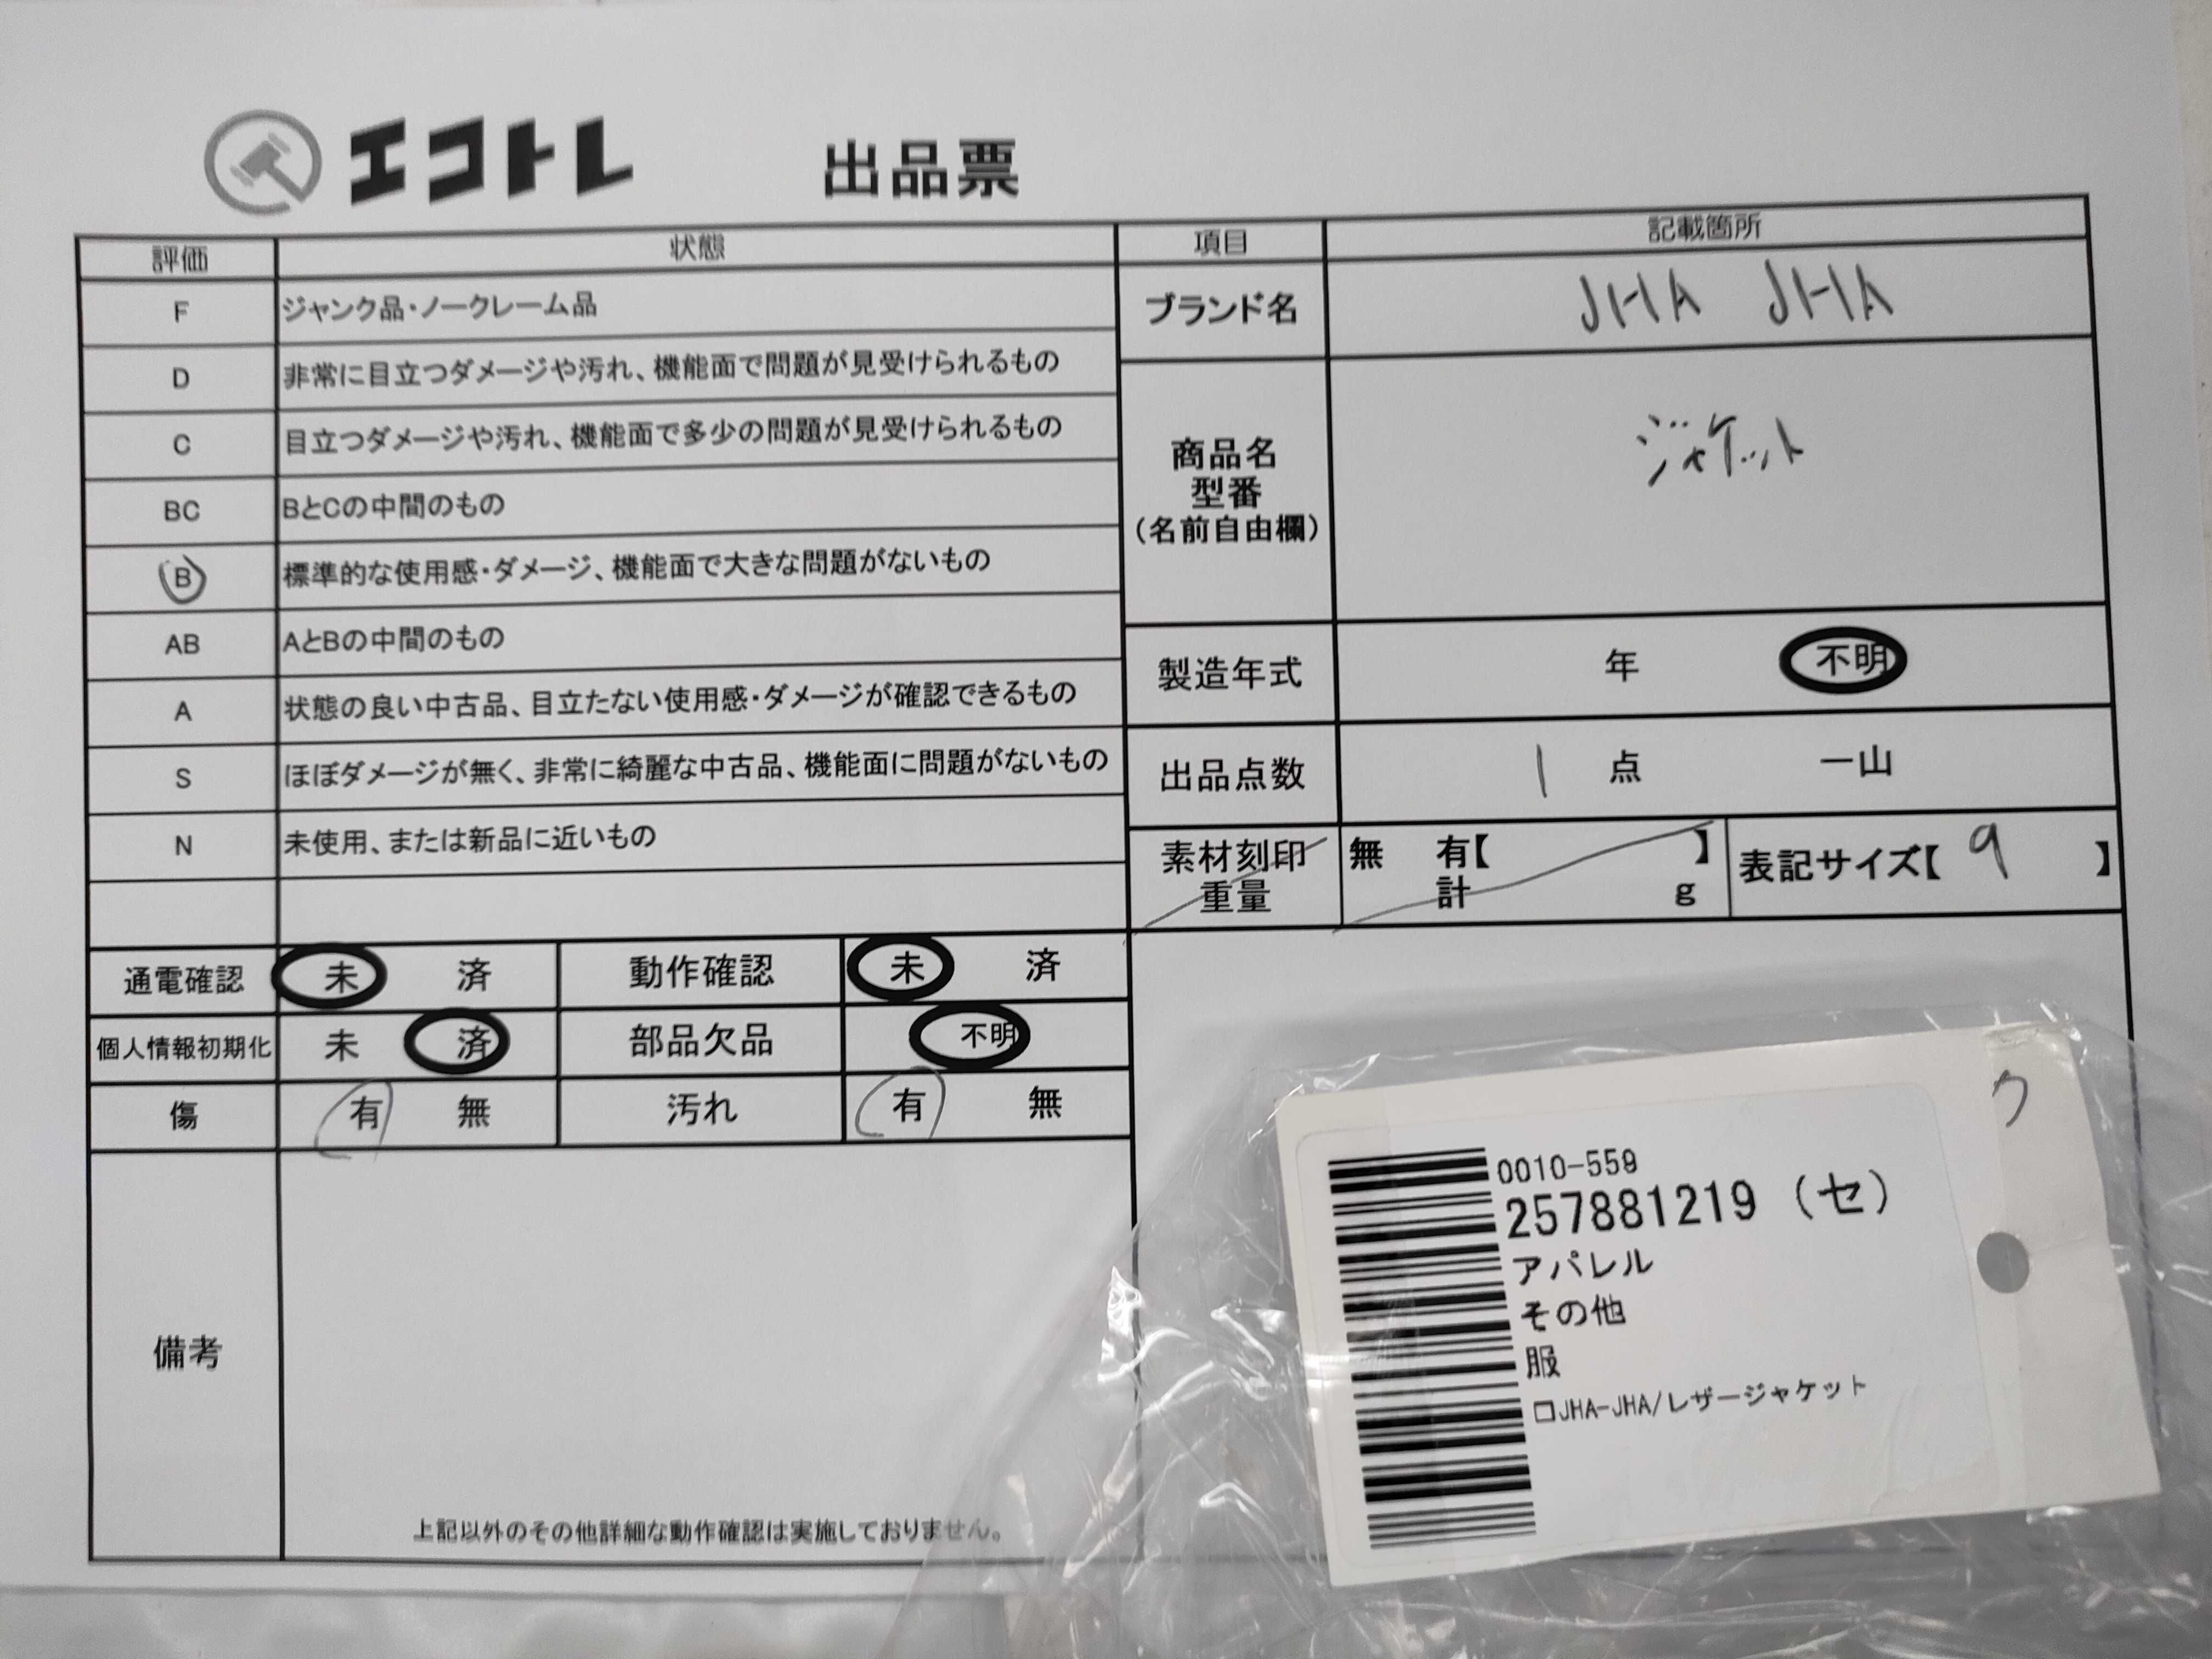 エコトレ 出品票
評価 状態 項目 記載箇所
F ジャンク品・ノークレーム品
D 非常に目立つダメージや汚れ、機能面で問題が見受けられるもの
C 目立つダメージや汚れ、機能面で多少の問題が見受けられるもの
BC BとCの中間のもの
B 標準的な使用感・ダメージ、機能面で大きな問題がないもの
AB AとBの中間のもの
A 状態の良い中古品、目立たない使用感・ダメージが確認できるもの
S ほぼダメージが無く、非常に綺麗な中古品、機能面に問題がないもの
N 未使用、または新品に近いもの
ブランド名 JHA JHA
商品名
型番
(名前自由欄)
ジャケット
製造年式 年 不明
出品点数 1 点 一山
素材刻印 無 有【 】
重量 計 g
表記サイズ【 9 】
通電確認 未 済 動作確認 未 済
個人情報初期化 未 済 部品欠品 不明
傷 有 無 汚れ 有 無
備考
上記以外のその他詳細な動作確認は実施しておりません。
ク
0010-559
257881219 (セ)
アパレル
その他
服
□JHA-JHA/レザージャケット